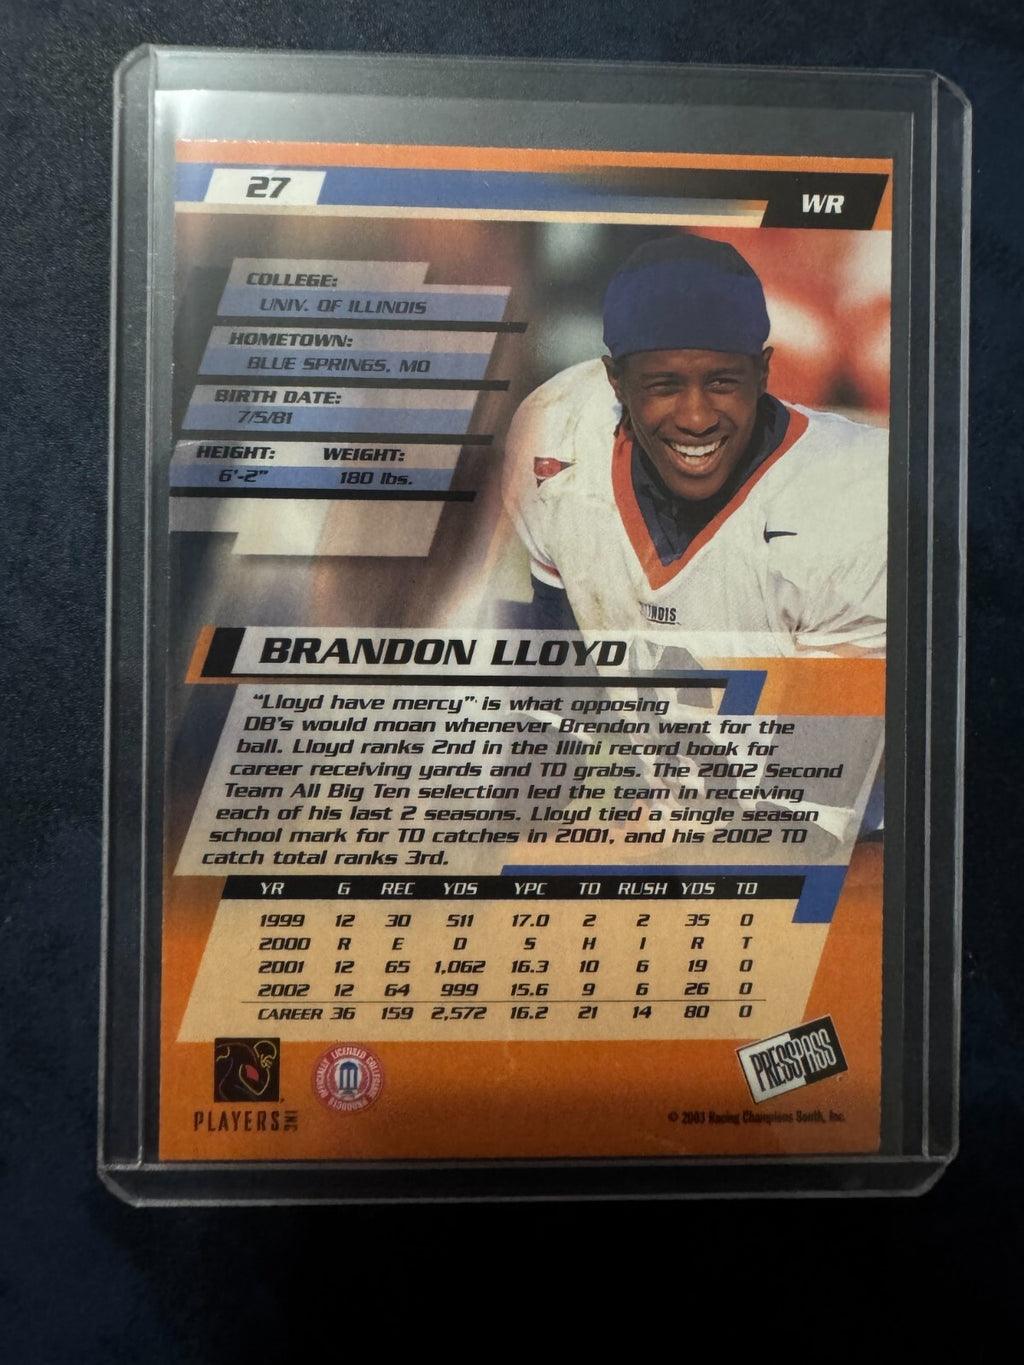 27
WR
COLLEGE:
UNIV. OF ILLINOIS
HOMETOWN:
BLUE SPRINGS, MO
BIRTH DATE:
7/5/81
HEIGHT: WEIGHT:
6'-2" 180 lbs.
BRANDON LLOYD
"Lloyd have mercy" is what opposing
DB's would moan whenever Brendon went for the
ball. Lloyd ranks 2nd in the Illini record book for
career receiving yards and TD grabs. The 2002 Second
Team All Big Ten selection led the team in receiving
each of his last 2 seasons. Lloyd tied a single season
school mark for TD catches in 2001, and his 2002 TD
catch total ranks 3rd.
YR G REC YDS YPC TD RUSH YDS TD
1999 12 30 511 17.0 2 2 35 0
2000 R E D S H I R T
2001 12 65 1,062 16.3 10 6 19 0
2002 12 64 999 15.6 9 6 26 0
CAREER 36 159 2,572 16.2 21 14 80 0
PLAYERS INC
OFFICIALLY LICENSED COLLEGIATE PRODUCTS
PRESS PASS
© 2003 Racing Champions South, Inc.